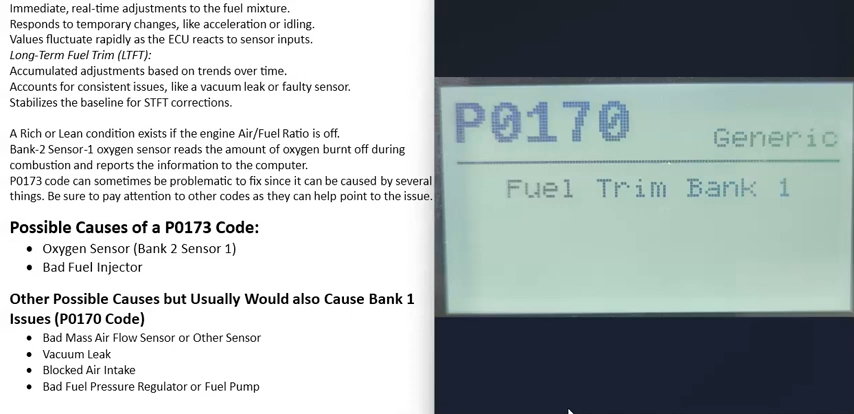 Immediate, real-time adjustments to the fuel mixture.
Responds to temporary changes, like acceleration or idling.
Values fluctuate rapidly as the ECU reacts to sensor inputs.
Long-Term Fuel Trim (LTFT):
Accumulated adjustments based on trends over time.
Accounts for consistent issues, like a vacuum leak or faulty sensor.
Stabilizes the baseline for STFT corrections.
A Rich or Lean condition exists if the engine Air/Fuel Ratio is off.
Bank-2 Sensor-1 oxygen sensor reads the amount of oxygen burnt off during
combustion and reports the information to the computer.
P0173 code can sometimes be problematic to fix since it can be caused by several
things. Be sure to pay attention to other codes as they can help point to the issue.
Possible Causes of a P0173 Code:
• Oxygen Sensor (Bank 2 Sensor 1)
• Bad Fuel Injector
Other Possible Causes but Usually Would also Cause Bank 1
Issues (P0170 Code)
• Bad Mass Air Flow Sensor or Other Sensor
• Vacuum Leak
• Blocked Air Intake
• Bad Fuel Pressure Regulator or Fuel Pump
P0170
Generic
Fuel Trim Bank 1